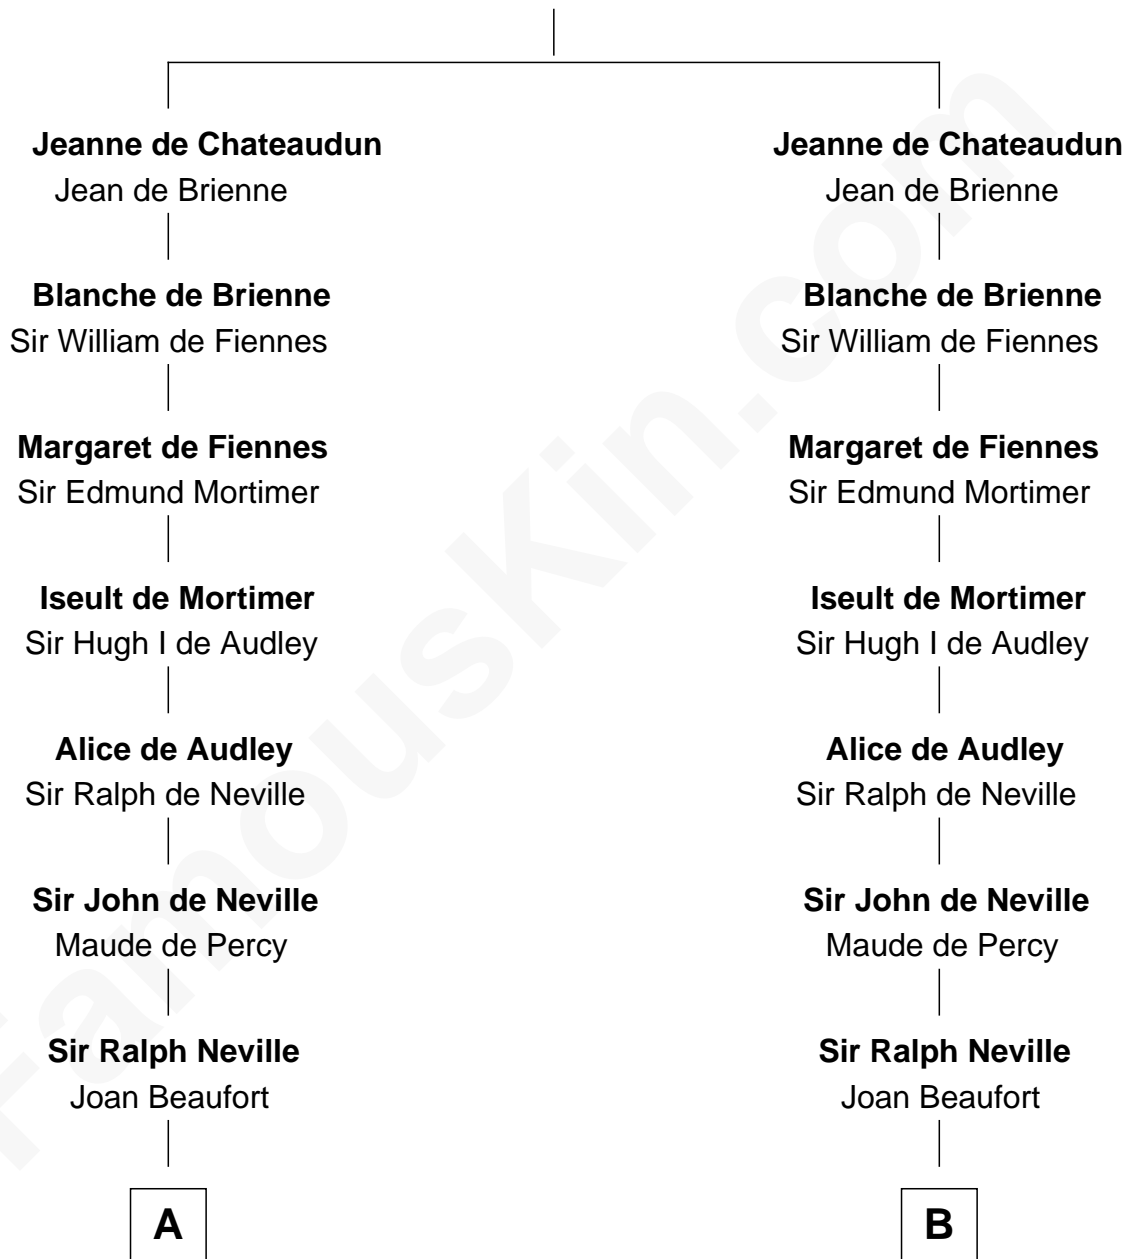 Jeanne de Chateaudun
Jean de Brienne
Blanche de Brienne
Sir William de Fiennes
Margaret de Fiennes
Sir Edmund Mortimer
Iseult de Mortimer
Sir Hugh I de Audley
Alice de Audley
Sir Ralph de Neville
Sir John de Neville
Maude de Percy
Sir Ralph Neville
Joan Beaufort
A
Jeanne de Chateaudun
Jean de Brienne
Blanche de Brienne
Sir William de Fiennes
Margaret de Fiennes
Sir Edmund Mortimer
Iseult de Mortimer
Sir Hugh I de Audley
Alice de Audley
Sir Ralph de Neville
Sir John de Neville
Maude de Percy
Sir Ralph Neville
Joan Beaufort
B
FamousKin.com